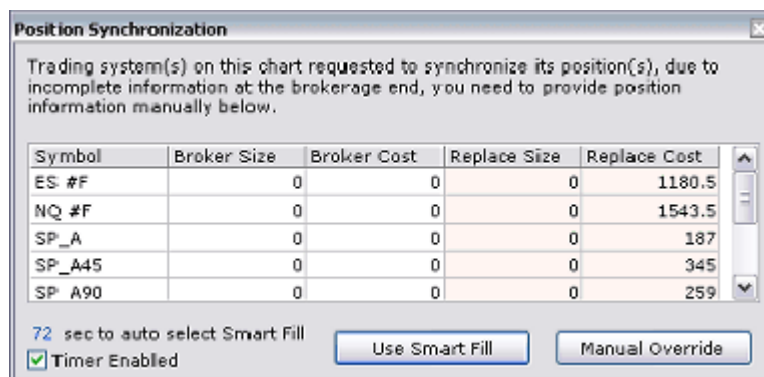 Position Synchronization
Trading system(s) on this chart requested to synchronize its position(s), due to
incomplete information at the brokerage end, you need to provide position
information manually below.
Symbol Broker Size Broker Cost Replace Size Replace Cost
ES #F 0 0 0 1180.5
NQ #F 0 0 0 1543.5
SP_A 0 0 0 187
SP_A45 0 0 0 345
SP_A90 0 0 0 259
72 sec to auto select Smart Fill
Timer Enabled
Use Smart Fill
Manual Override